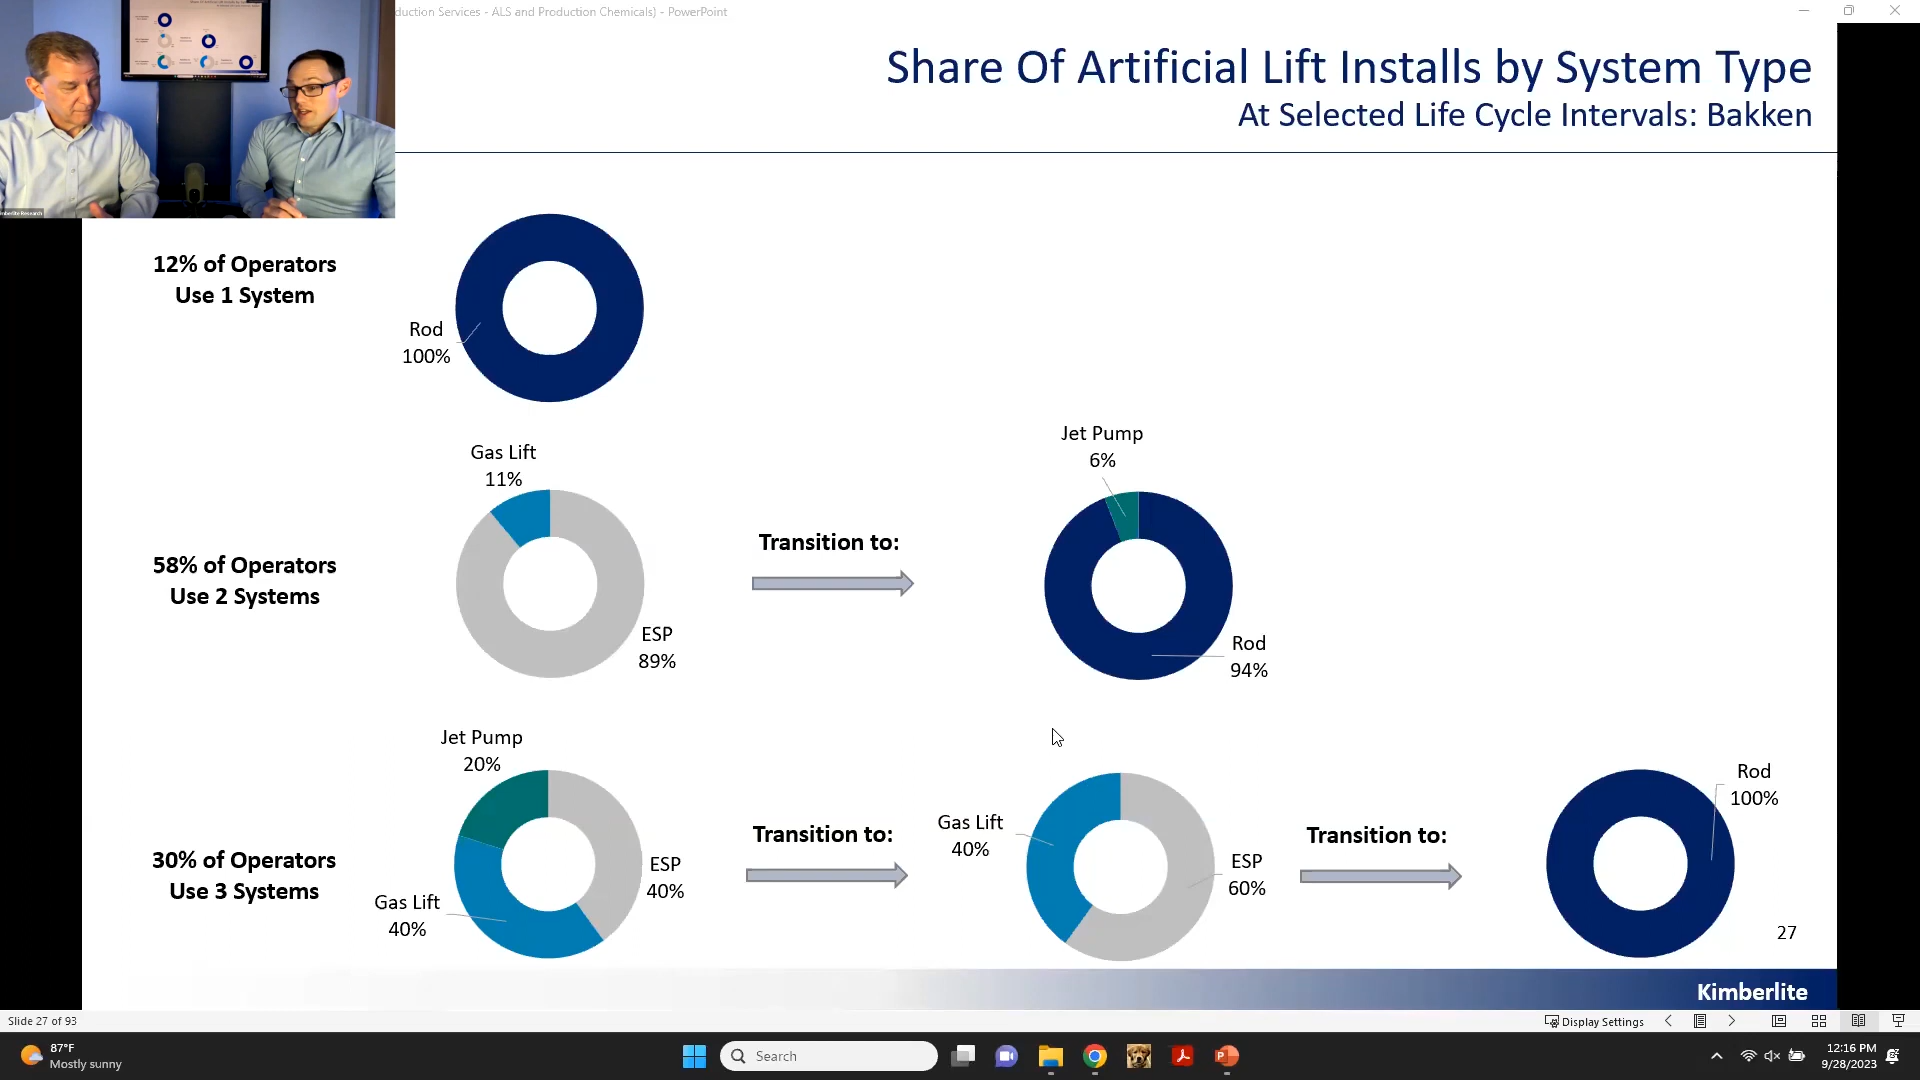 duction Services - ALS and Production Chemicals) - PowerPoint
Share Of Artificial Lift Installs by System Type
At Selected Life Cycle Intervals: Bakken
12% of Operators
Use 1 System
Rod
100%
58% of Operators
Use 2 Systems
Gas Lift
11%
ESP
89%
Transition to:
Jet Pump
6%
Rod
94%
30% of Operators
Use 3 Systems
Jet Pump
20%
Gas Lift
40%
ESP
40%
Transition to:
Gas Lift
40%
ESP
60%
Transition to:
Rod
100%
27
Kimberlite
Slide 27 of 93
Display Settings
87°F
Mostly sunny
Search
12:16 PM
9/28/2023